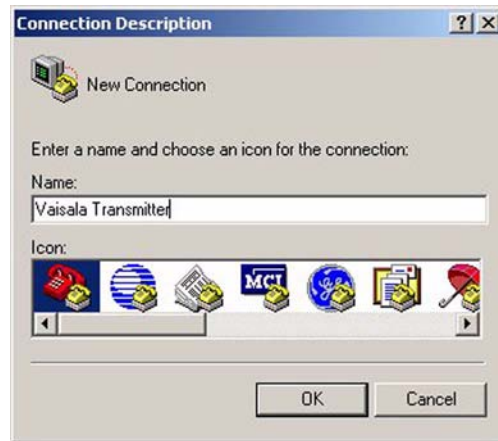 Connection Description
New Connection
Enter a name and choose an icon for the connection:
Name:
Vaisala Transmitter
Icon:
MCI
OK Cancel